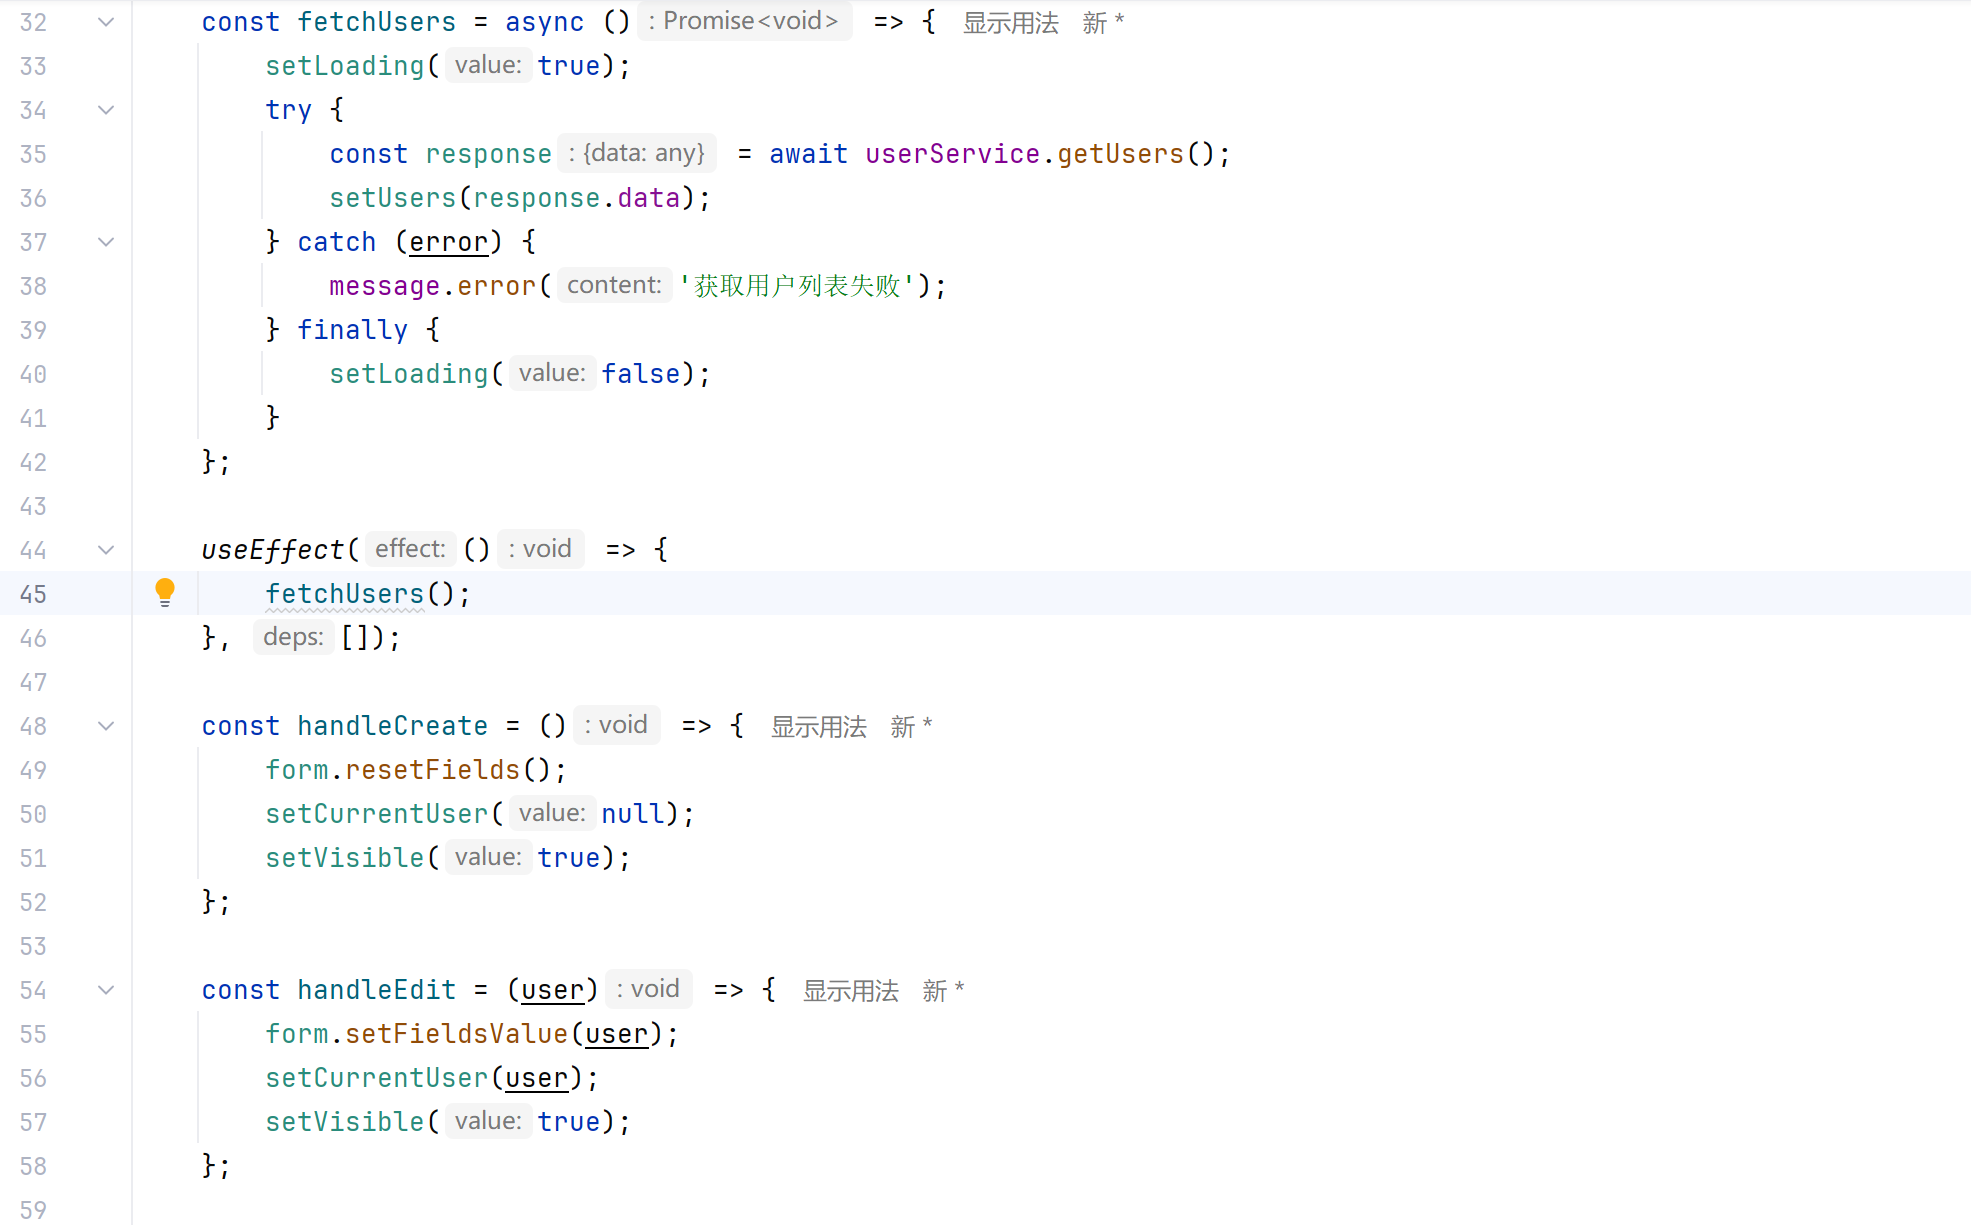 32 const fetchUsers = async () : Promise<void> => { 显示用法 新 *
33 setLoading( value: true);
34 try {
35 const response : {data: any} = await userService.getUsers();
36 setUsers(response.data);
37 } catch (error) {
38 message.error( content: '获取用户列表失败');
39 } finally {
40 setLoading( value: false);
41 }
42 };
43
44 useEffect( effect: () : void => {
45 fetchUsers();
46 }, deps: []);
47
48 const handleCreate = () : void => { 显示用法 新 *
49 form.resetFields();
50 setCurrentUser( value: null);
51 setVisible( value: true);
52 };
53
54 const handleEdit = (user) : void => { 显示用法 新 *
55 form.setFieldsValue(user);
56 setCurrentUser(user);
57 setVisible( value: true);
58 };
59